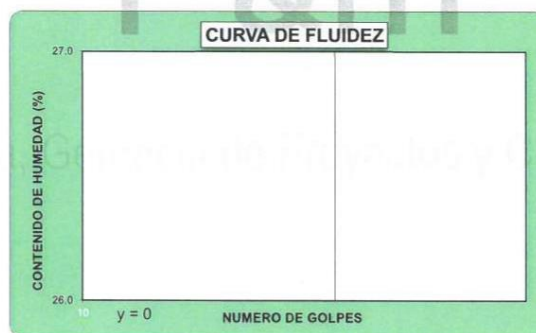 CURVA DE FLUIDEZ
27.0
CONTENIDO DE HUMEDAD (%)
26.0
10
y = 0
NUMERO DE GOLPES